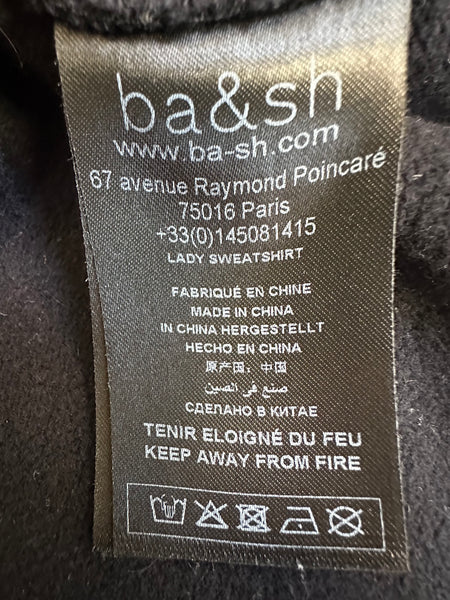 ba&sh
www.ba-sh.com
67 avenue Raymond Poincaré
75016 Paris
+33(0)145081415
LADY SWEATSHIRT
FABRIQUÉ EN CHINE
MADE IN CHINA
IN CHINA HERGESTELLT
HECHO EN CHINA
原产国：中国
صنع في الصين
СДЕЛАНО В КИТАЕ
TENIR ELOIGNÉ DU FEU
KEEP AWAY FROM FIRE